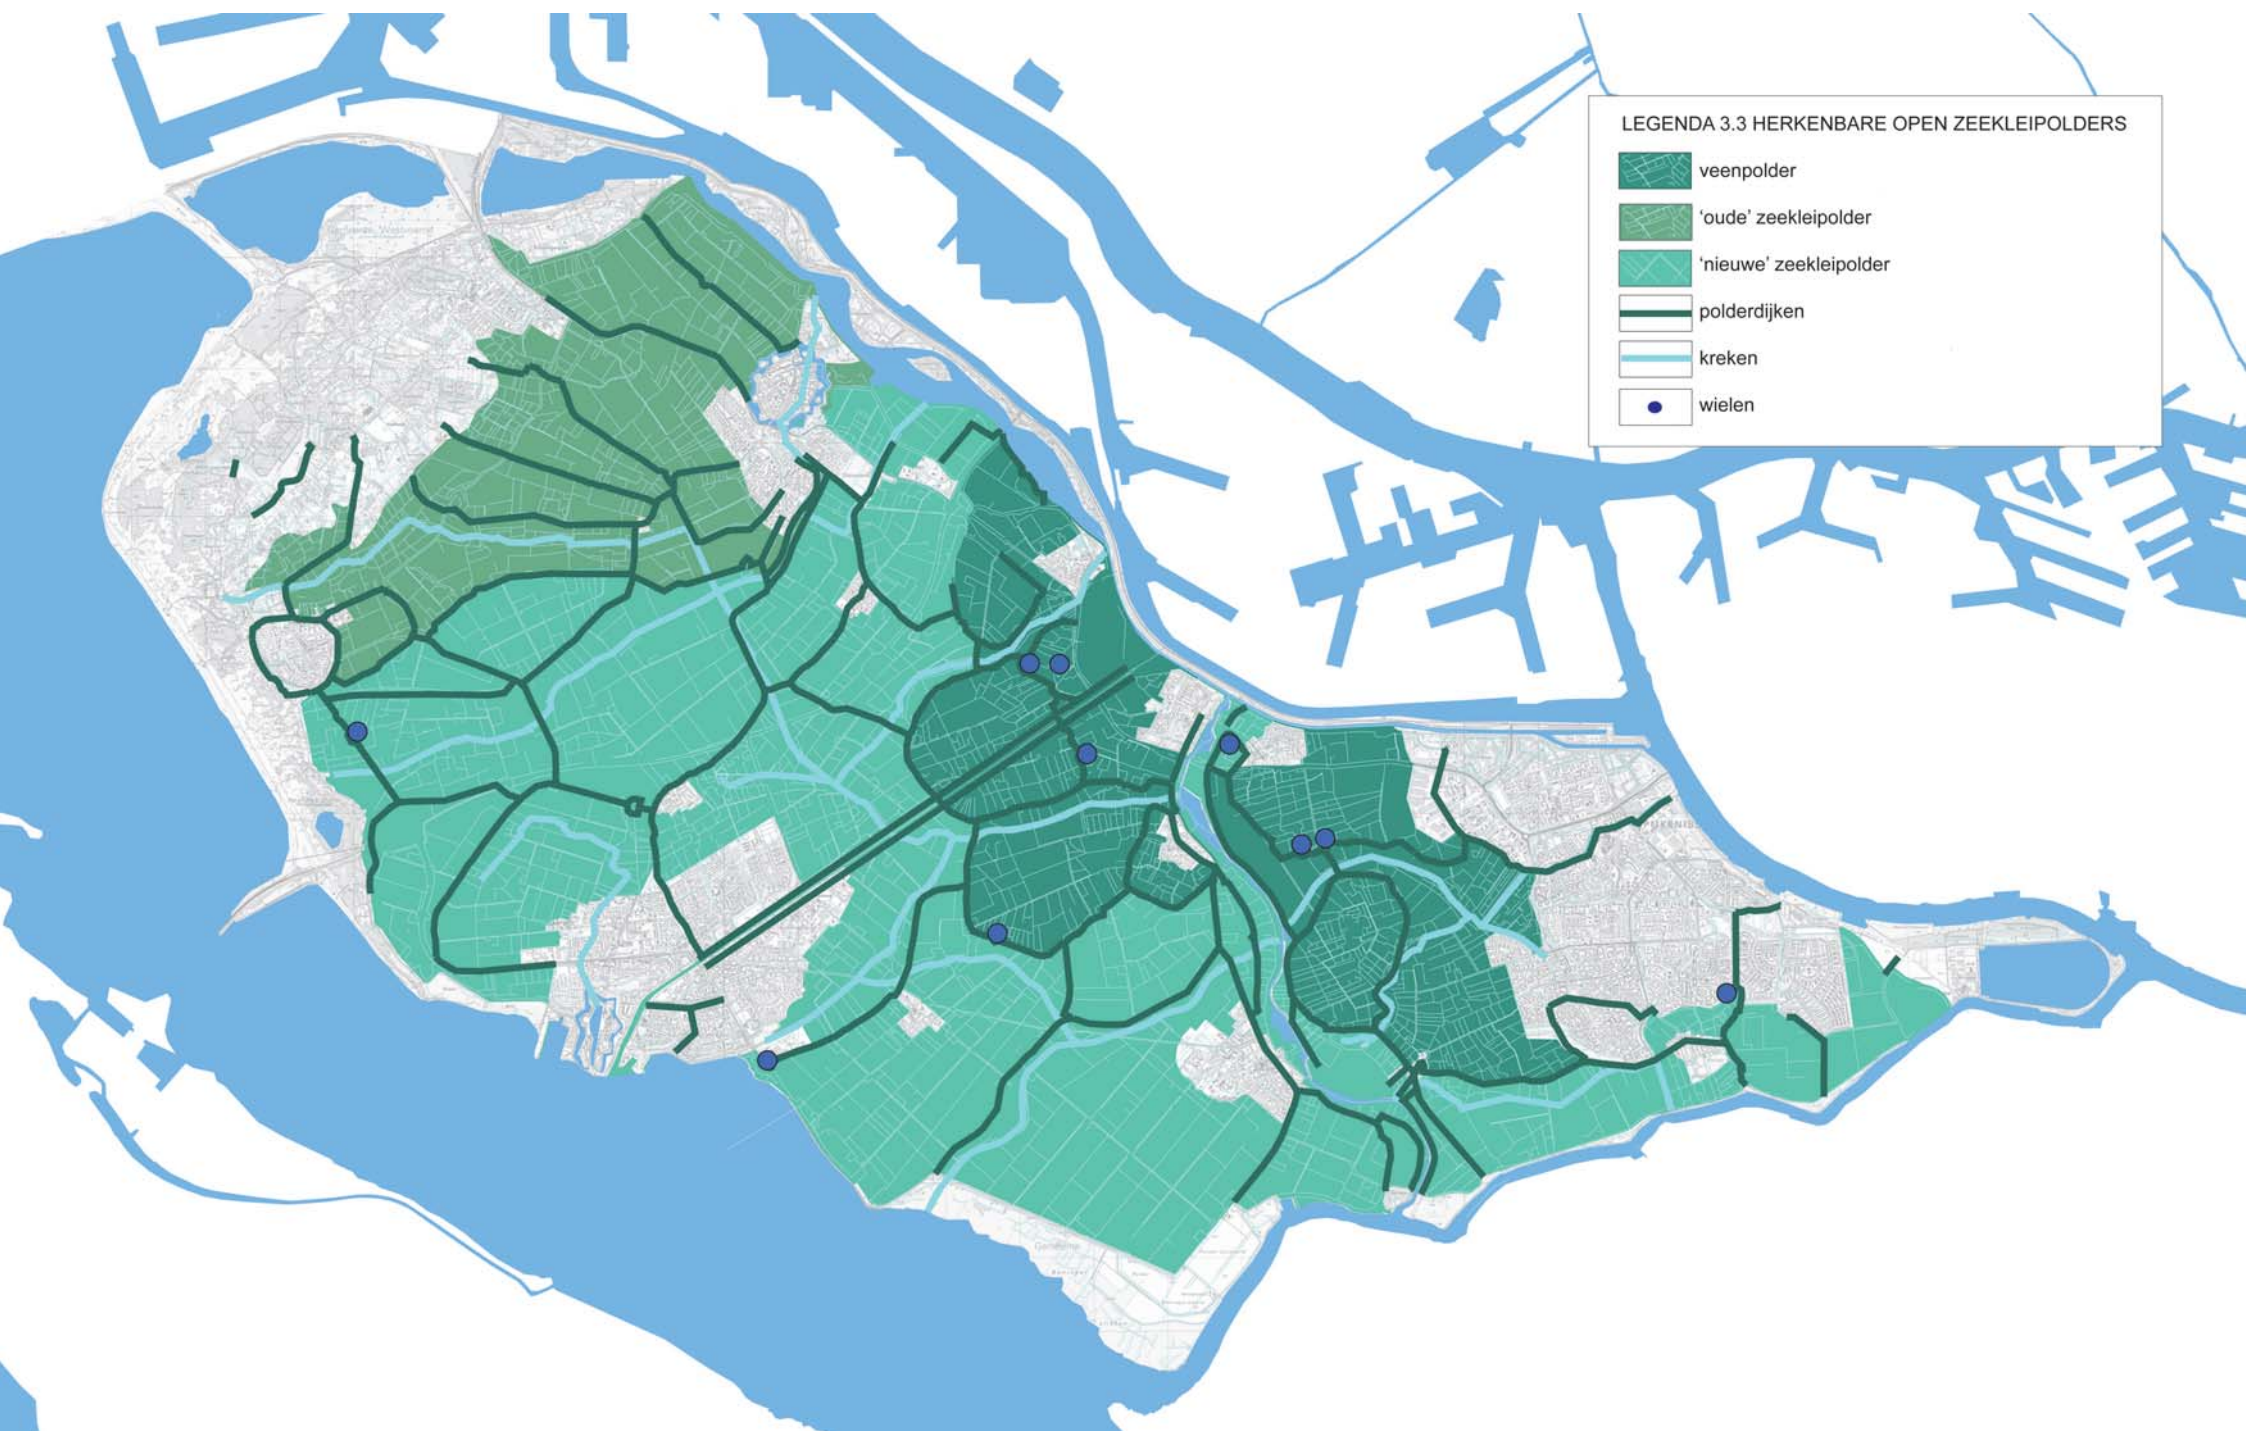 LEGENDA 3.3 HERKENBARE OPEN ZEEKLEIPOLDERS
veenpolder
'oude' zeekleipolder
'nieuwe' zeekleipolder
polderdijken
kreken
wielen